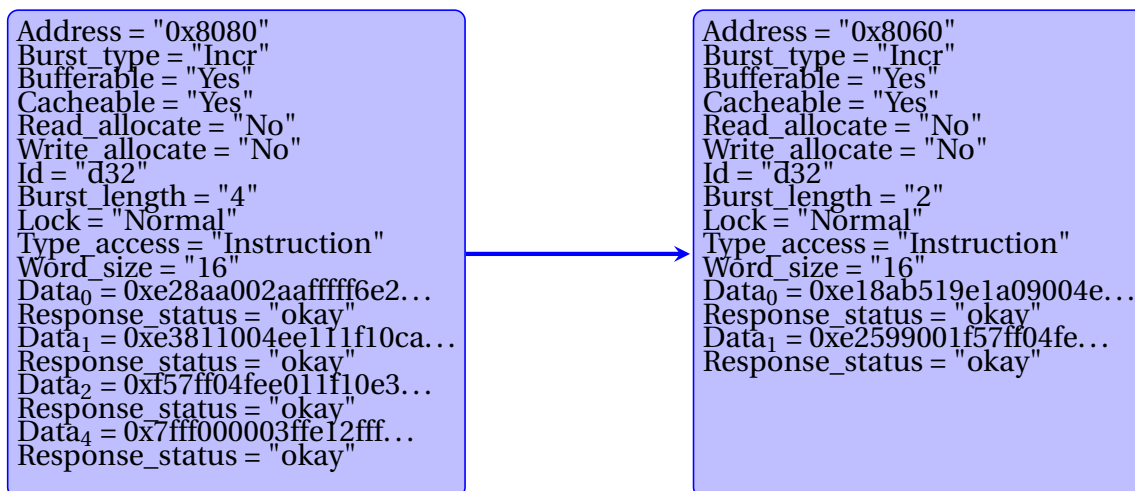 Address = "0x8080"
Burst_type = "Incr"
Bufferable = "Yes"
Cacheable = "Yes"
Read_allocate = "No"
Write_allocate = "No"
Id = "d32"
Burst_length = "4"
Lock = "Normal"
Type_access = "Instruction"
Word_size = "16"
Data₀ = 0xe28aa002aafffff6e2...
Response_status = "okay"
Data₁ = 0xe3811004ee111f10ca...
Response_status = "okay"
Data₂ = 0xf57ff04fee011f10e3...
Response_status = "okay"
Data₄ = 0x7fff000003ffe12fff...
Response_status = "okay"
Address = "0x8060"
Burst_type = "Incr"
Bufferable = "Yes"
Cacheable = "Yes"
Read_allocate = "No"
Write_allocate = "No"
Id = "d32"
Burst_length = "2"
Lock = "Normal"
Type_access = "Instruction"
Word_size = "16"
Data₀ = 0xe18ab519e1a09004e...
Response_status = "okay"
Data₁ = 0xe2599001f57ff04fe...
Response_status = "okay"